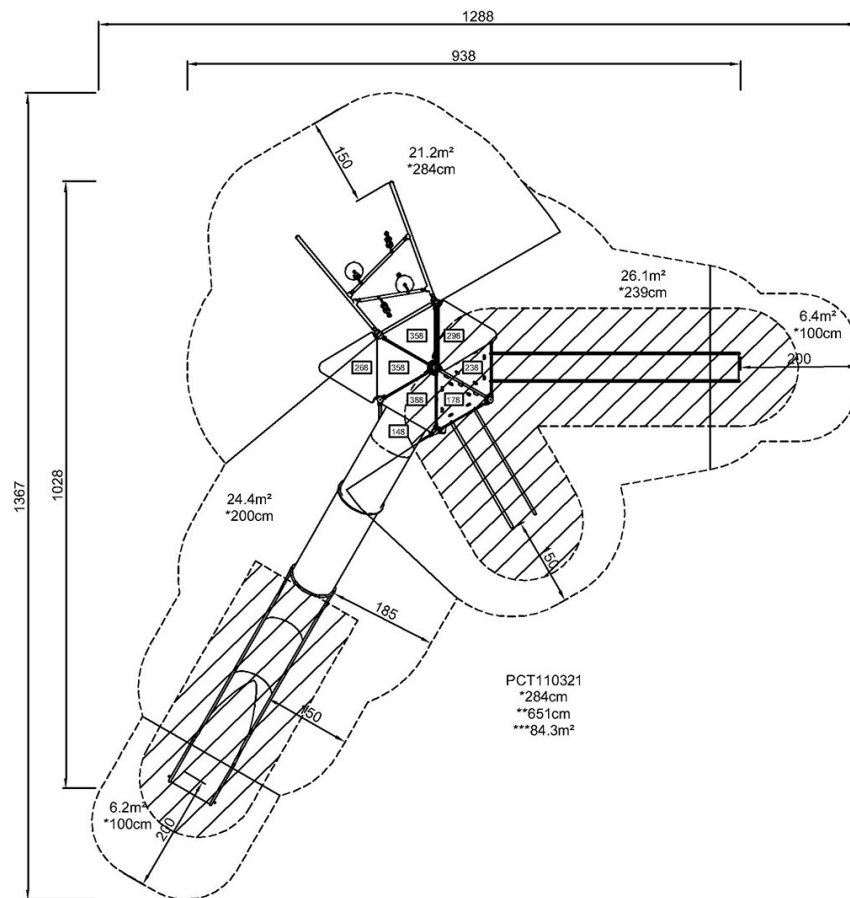 1288
938
21.2m²
*284cm
150
26.1m²
*239cm
6.4m²
*100cm
200
358
298
268
358
238
388
178
148
1367
1028
24.4m²
*200cm
150
185
PCT110321
*284cm
**651cm
***84.3m²
150
6.2m²
*100cm
200